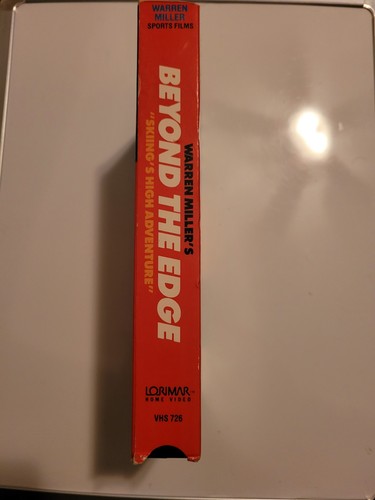 WARREN
MILLER
SPORTS FILMS
WARREN MILLER'S
BEYOND THE EDGE
"SKIING'S HIGH ADVENTURE"
LORIMAR
HOME VIDEO
VHS 726